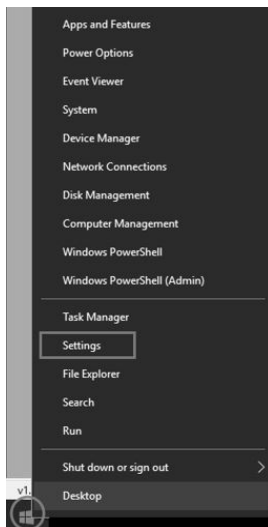 Apps and Features
Power Options
Event Viewer
System
Device Manager
Network Connections
Disk Management
Computer Management
Windows PowerShell
Windows PowerShell (Admin)
Task Manager
Settings
File Explorer
Search
Run
Shut down or sign out
v1.
Desktop